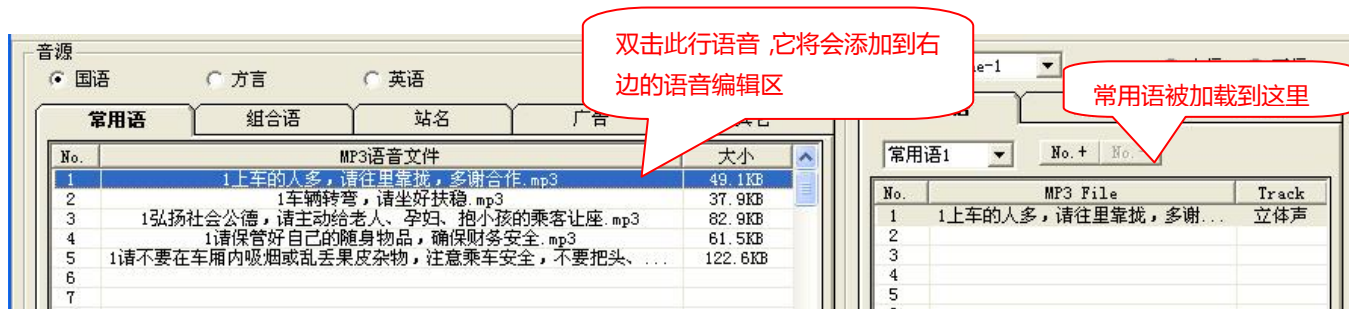 双击此行语音 ,它将会添加到右
边的语音编辑区
音源
国语 方言 英语
常用语 组合语 站名 广告
No. MP3语音文件 大小
1 1上车的人多，请往里靠拢，多谢合作.mp3 49.1KB
2 1车辆转弯，请坐好扶稳.mp3 37.9KB
3 1弘扬社会公德，请主动给老人、孕妇、抱小孩的乘客让座.mp3 82.9KB
4 1请保管好自己的随身物品，确保财务安全.mp3 61.5KB
5 1请不要在车厢内吸烟或乱丢果皮杂物，注意乘车安全，不要把头、... 122.6KB
6
7
常用语被加载到这里
常用语1 No.+ No.
No. MP3 File Track
1 1上车的人多，请往里靠拢，多谢... 立体声
2
3
4
5